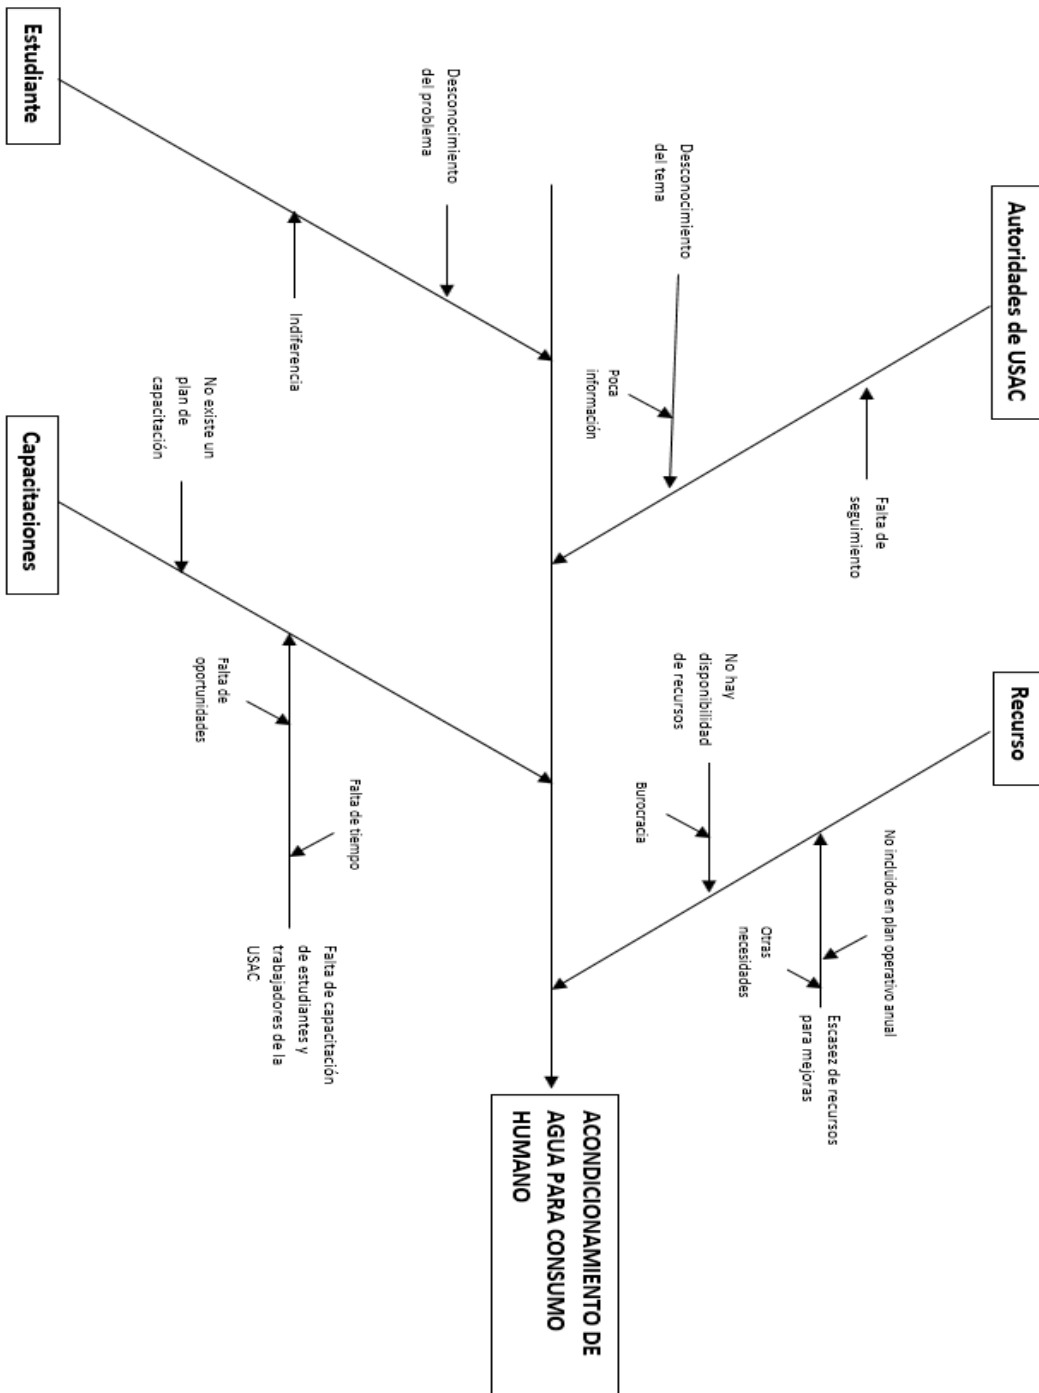 Autoridades de USAC
Recurso
Falta de
seguimiento
No incluido en plan operativo anual
Escasez de recursos
para mejoras
Desconocimiento
del tema
No hay
disponibilidad
de recursos
Otras
necesidades
Poca
información
Burocracia
ACONDICIONAMIENTO DE
AGUA PARA CONSUMO
HUMANO
Desconocimiento
del problema
Falta de tiempo
Indiferencia
Falta de capacitación
de estudiantes y
trabajadores de la
USAC
No existe un
plan de
capacitación
Falta de
oportunidades
Estudiante
Capacitaciones